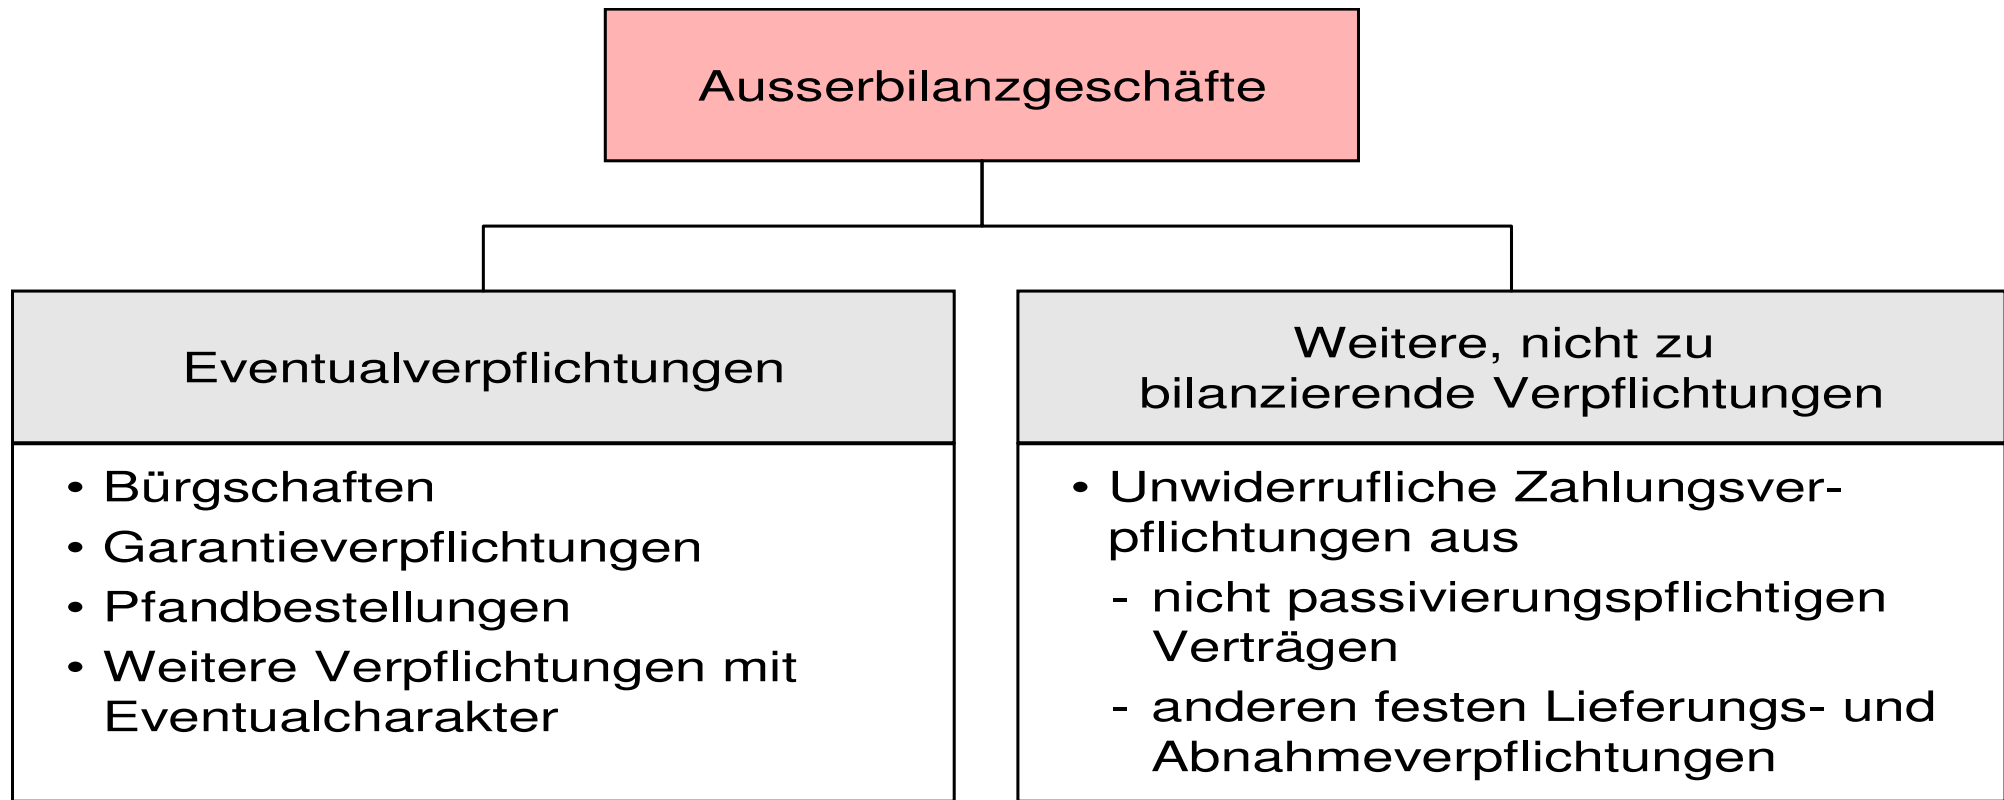 Ausserbilanzgeschäfte
Eventualverpflichtungen
• Bürgschaften
• Garantieverpflichtungen
• Pfandbestellungen
• Weitere Verpflichtungen mit
Eventualcharakter
Weitere, nicht zu
bilanzierende Verpflichtungen
• Unwiderrufliche Zahlungsver-
pflichtungen aus
- nicht passivierungspflichtigen
Verträgen
- anderen festen Lieferungs- und
Abnahmeverpflichtungen